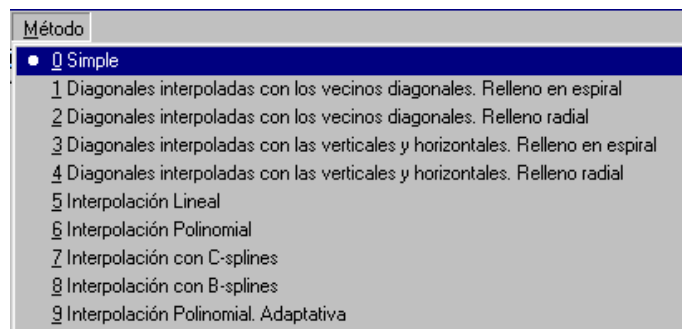 Método
0 Simple
1 Diagonales interpoladas con los vecinos diagonales. Relleno en espiral
2 Diagonales interpoladas con los vecinos diagonales. Relleno radial
3 Diagonales interpoladas con las verticales y horizontales. Relleno en espiral
4 Diagonales interpoladas con las verticales y horizontales. Relleno radial
5 Interpolación Lineal
6 Interpolación Polinomial
7 Interpolación con C-splines
8 Interpolación con B-splines
9 Interpolación Polinomial. Adaptativa